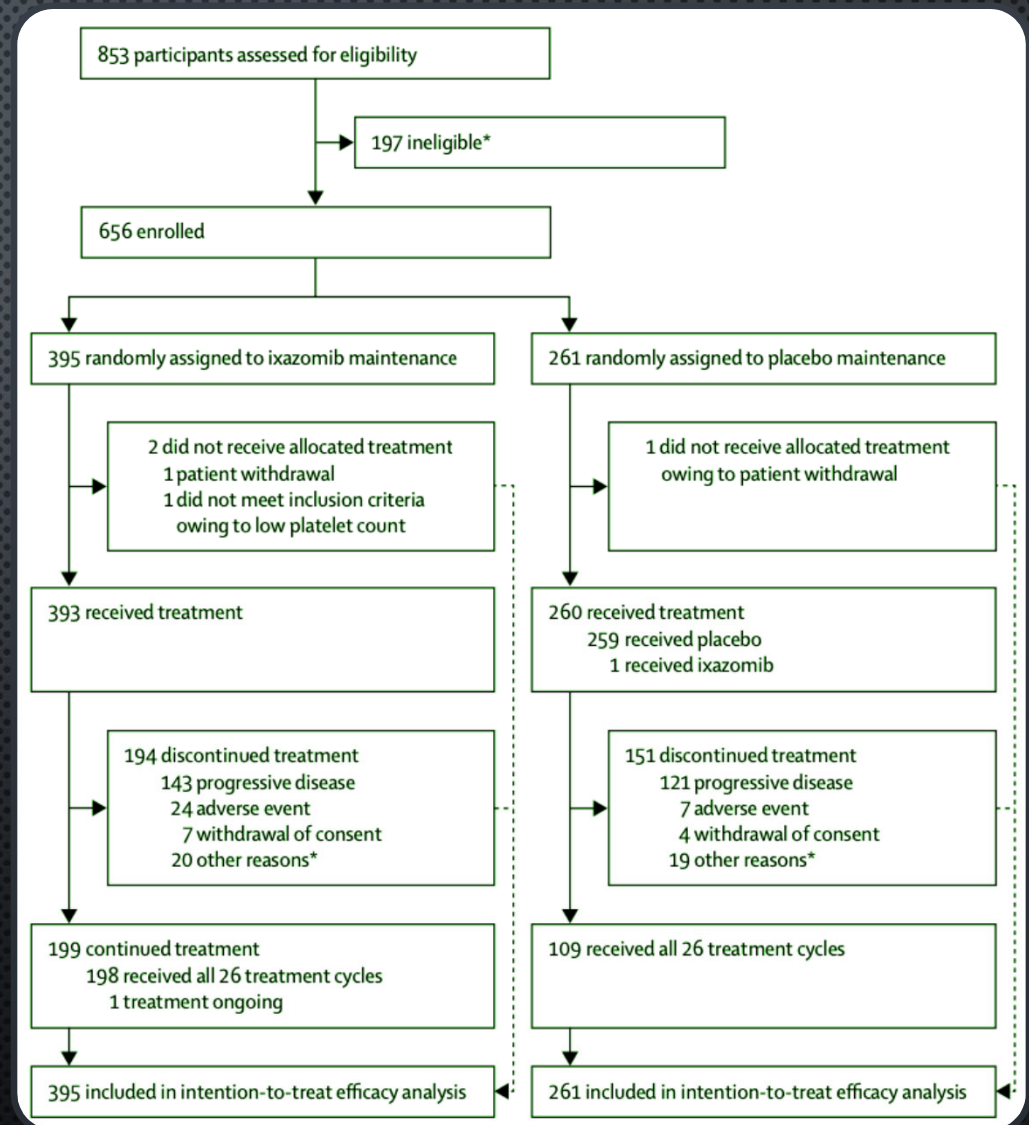 853 participants assessed for eligibility
197 ineligible*
656 enrolled
395 randomly assigned to ixazomib maintenance
261 randomly assigned to placebo maintenance
2 did not receive allocated treatment
1 patient withdrawal
1 did not meet inclusion criteria
owing to low platelet count
1 did not receive allocated treatment
owing to patient withdrawal
393 received treatment
260 received treatment
259 received placebo
1 received ixazomib
194 discontinued treatment
143 progressive disease
24 adverse event
7 withdrawal of consent
20 other reasons*
151 discontinued treatment
121 progressive disease
7 adverse event
4 withdrawal of consent
19 other reasons*
199 continued treatment
198 received all 26 treatment cycles
1 treatment ongoing
109 received all 26 treatment cycles
395 included in intention-to-treat efficacy analysis
261 included in intention-to-treat efficacy analysis